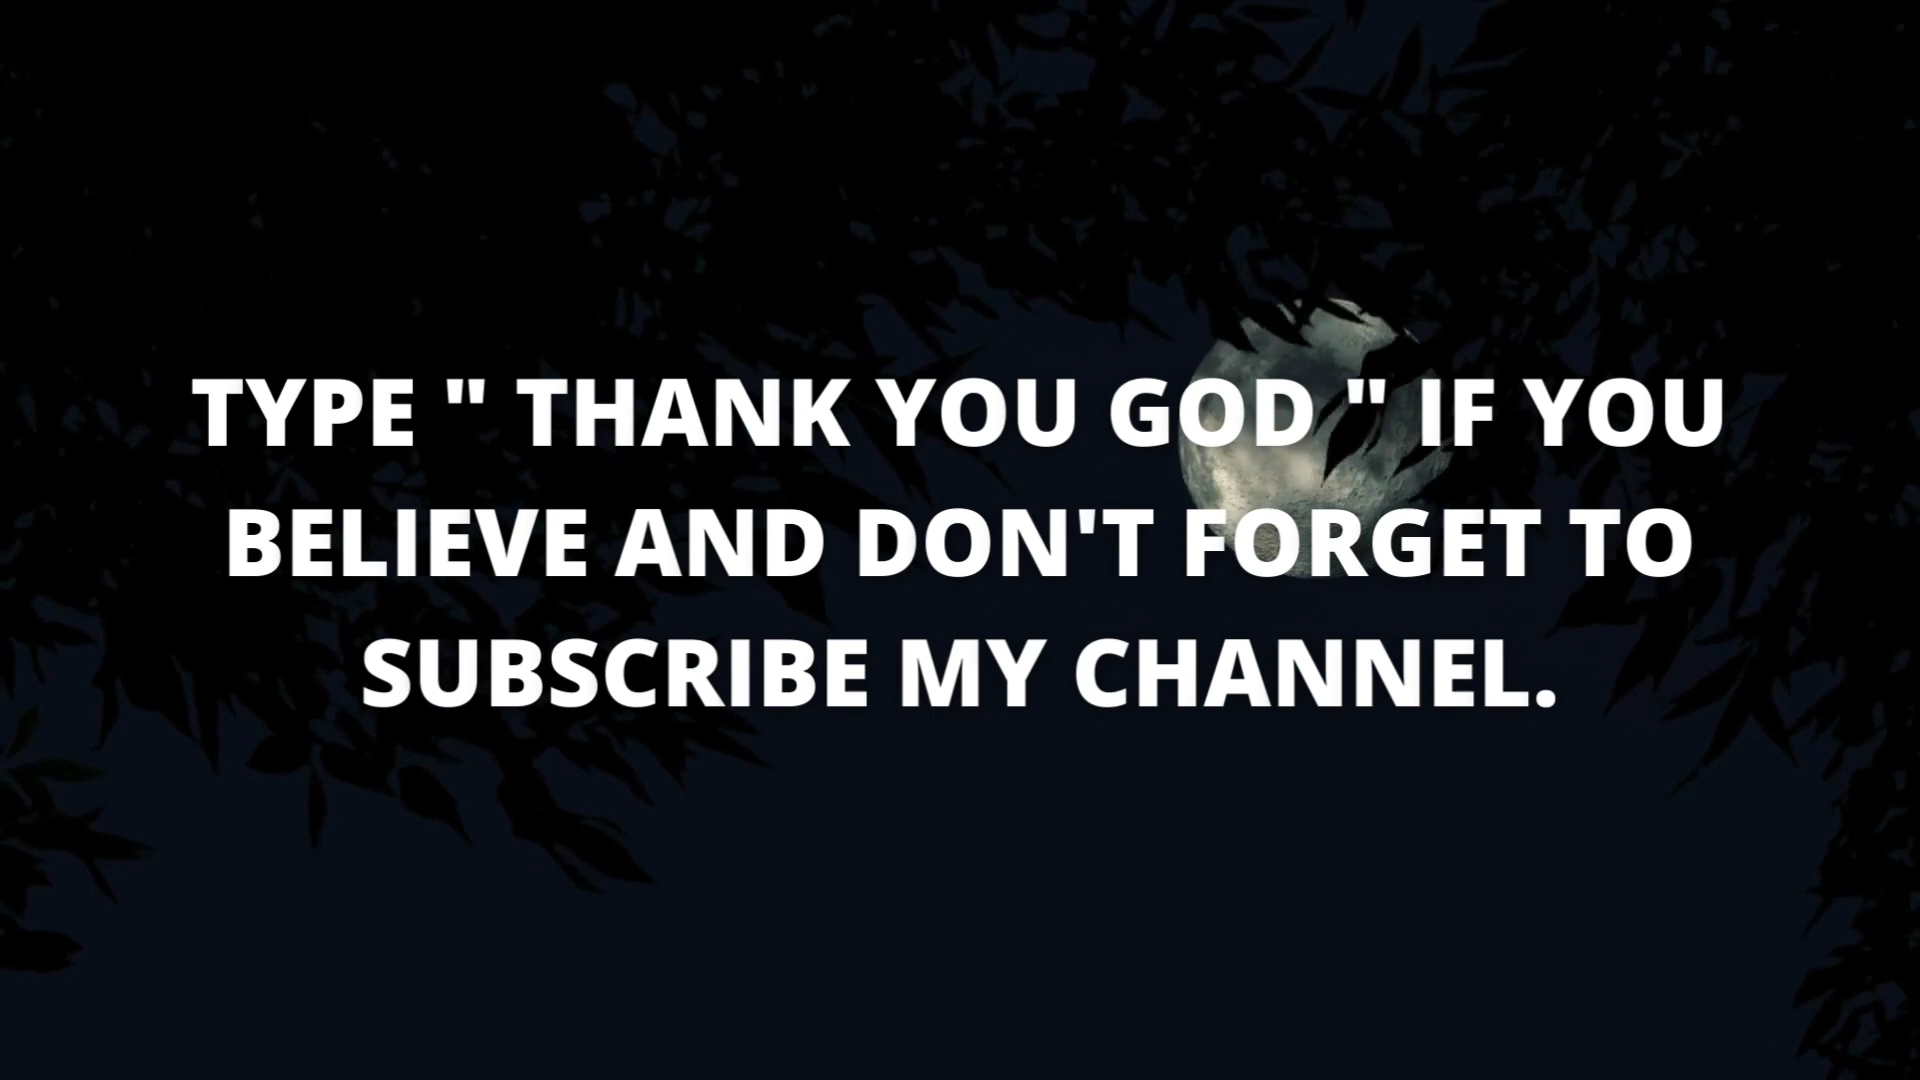 TYPE " THANK YOU GOD " IF YOU
BELIEVE AND DON'T FORGET TO
SUBSCRIBE MY CHANNEL.